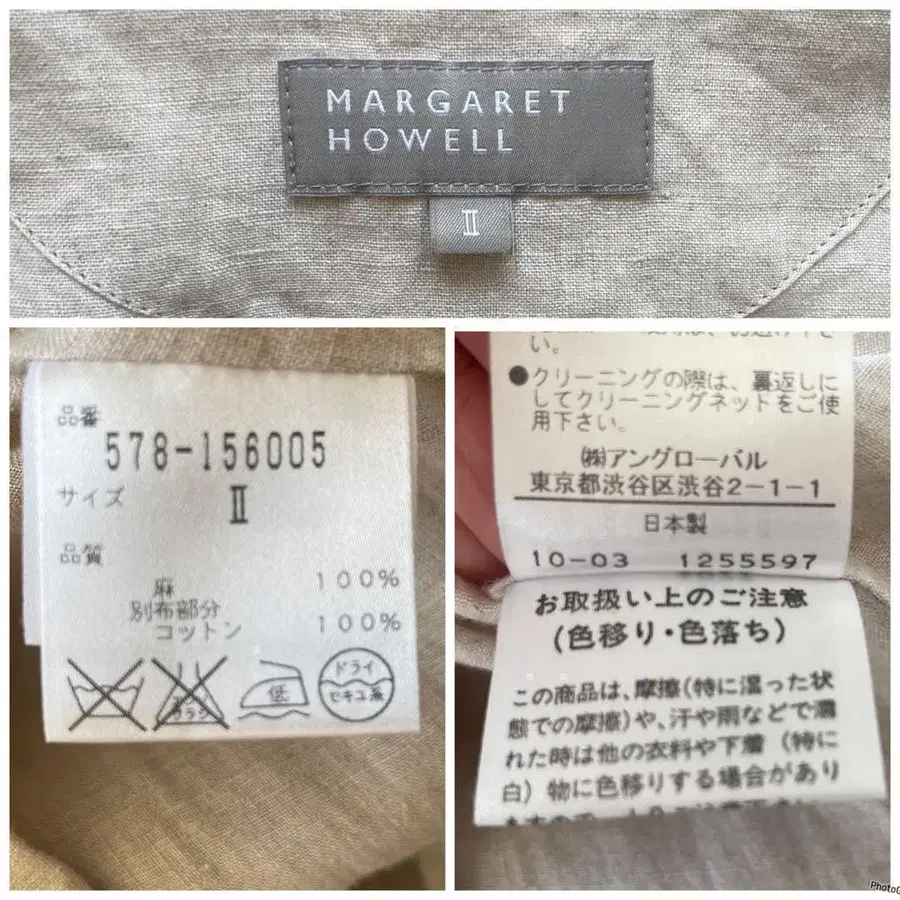 MARGARET
HOWELL
Ⅱ
品番
578-156005
サイズ
Ⅱ
品質
麻 100%
別布部分
コットン 100%
低
ドライ
セキユ系
い。
●クリーニングの際は、裏返しに
してクリーニングネットをご使
用下さい。
㈱アングローバル
東京都渋谷区渋谷2-1-1
日本製
10-03 1255597
お取扱い上のご注意
(色移り・色落ち)
この商品は、摩擦(特に湿った状
態での摩擦)や、汗や雨などで濡
れた時は他の衣料や下着(特に
白)物に色移りする場合があり